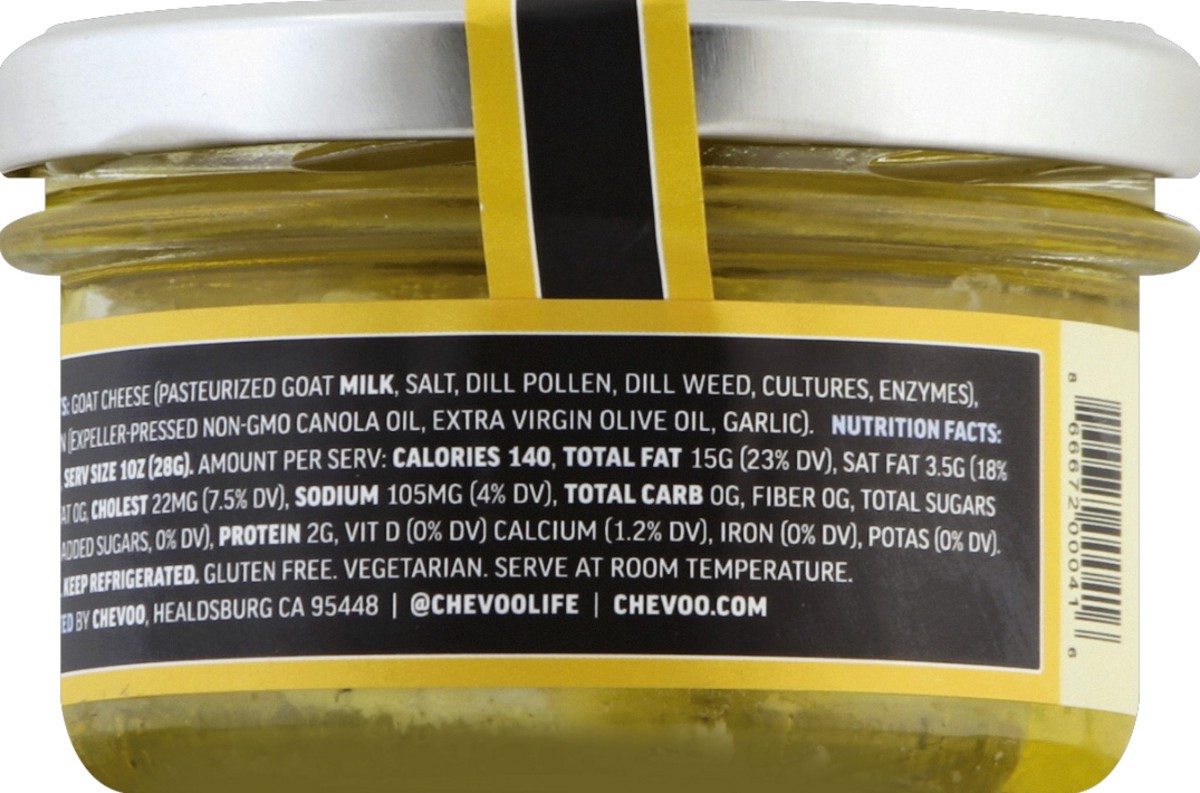 S: GOAT CHEESE (PASTEURIZED GOAT MILK, SALT, DILL POLLEN, DILL WEED, CULTURES, ENZYMES),
N (EXPELLER-PRESSED NON-GMO CANOLA OIL, EXTRA VIRGIN OLIVE OIL, GARLIC). NUTRITION FACTS:
SERV SIZE 1OZ (28G). AMOUNT PER SERV: CALORIES 140, TOTAL FAT 15G (23% DV), SAT FAT 3.5G (18%
AT 0G, CHOLEST 22MG (7.5% DV), SODIUM 105MG (4% DV), TOTAL CARB 0G, FIBER 0G, TOTAL SUGARS
ADDED SUGARS, 0% DV), PROTEIN 2G, VIT D (0% DV) CALCIUM (1.2% DV), IRON (0% DV), POTAS (0% DV).
KEEP REFRIGERATED. GLUTEN FREE. VEGETARIAN. SERVE AT ROOM TEMPERATURE.
TED BY CHEVOO, HEALDSBURG CA 95448 | @CHEVOOLIFE | CHEVOO.COM
8 66672 00041 6